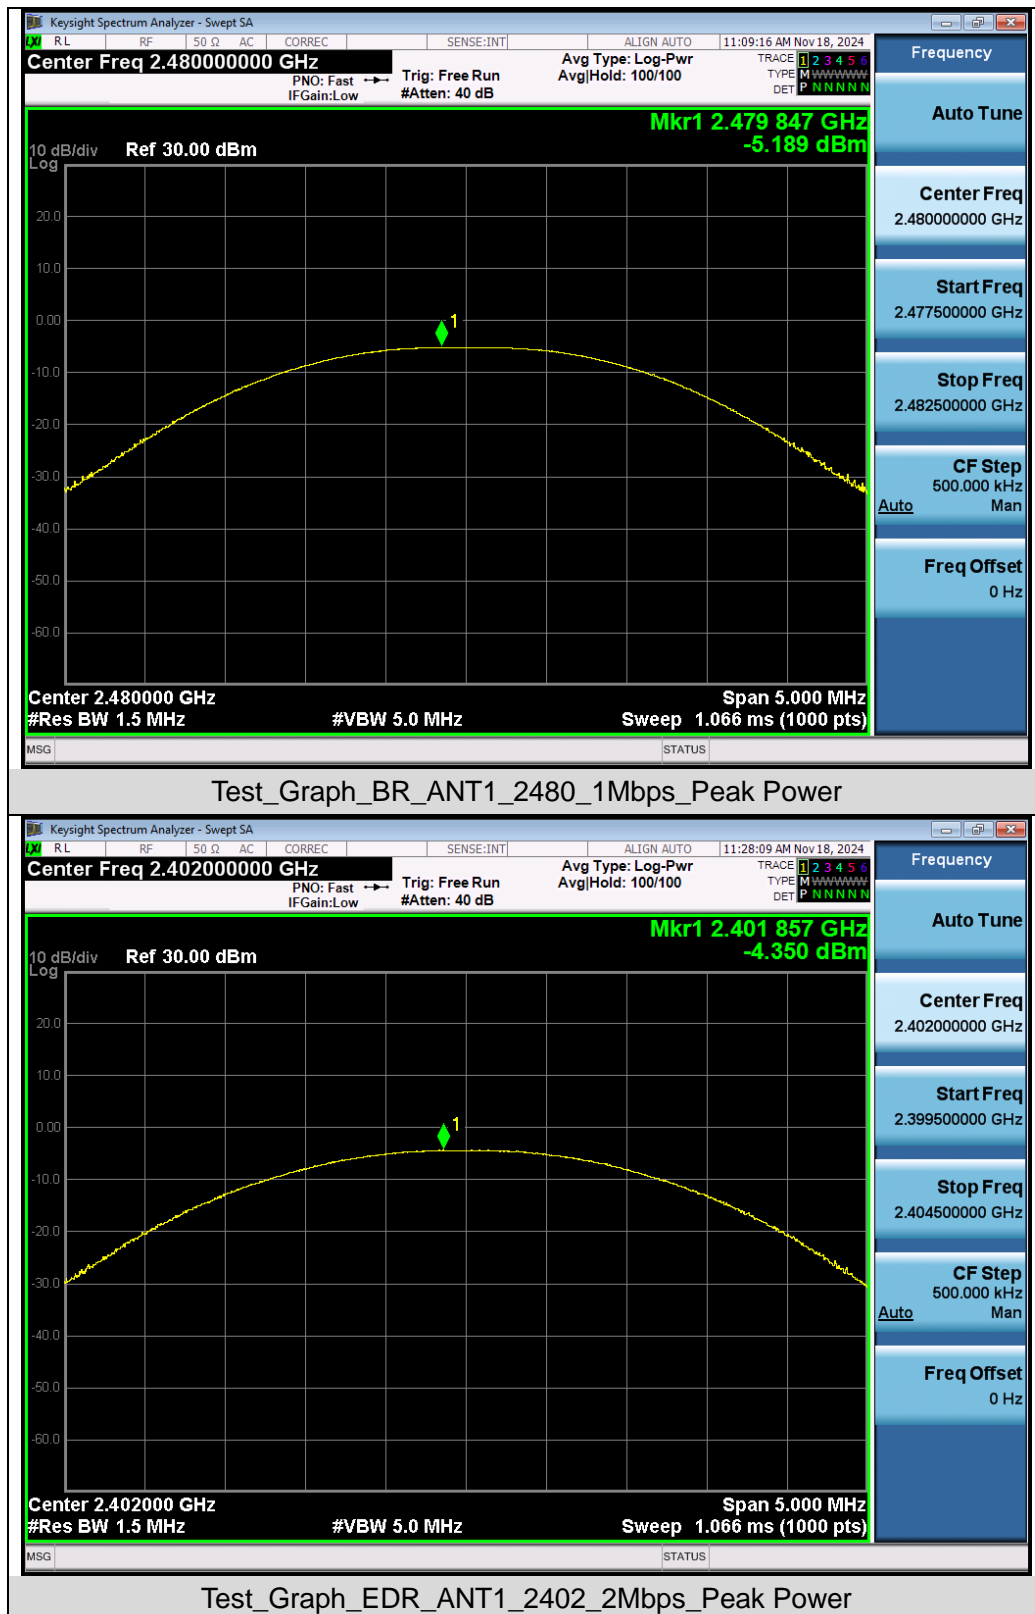 Keysight Spectrum Analyzer - Swept SA
LXI RL RF 50 Ω AC CORREC SENSE:INT ALIGN AUTO 11:09:16 AM Nov 18, 2024
Center Freq 2.480000000 GHz
PNO: Fast
IFGain:Low
Trig: Free Run
#Atten: 40 dB
Avg Type: Log-Pwr
Avg|Hold: 100/100
TRACE 1 2 3 4 5 6
TYPE M WWWWW
DET P N N N N N
Mkr1 2.479 847 GHz
-5.189 dBm
10 dB/div Ref 30.00 dBm
Log
20.0
10.0
0.00
-10.0
-20.0
-30.0
-40.0
-50.0
-60.0
1
Center 2.480000 GHz Span 5.000 MHz
#Res BW 1.5 MHz #VBW 5.0 MHz Sweep 1.066 ms (1000 pts)
MSG STATUS
Frequency
Auto Tune
Center Freq
2.480000000 GHz
Start Freq
2.477500000 GHz
Stop Freq
2.482500000 GHz
CF Step
500.000 kHz
Auto Man
Freq Offset
0 Hz
Test_Graph_BR_ANT1_2480_1Mbps_Peak Power
Keysight Spectrum Analyzer - Swept SA
LXI RL RF 50 Ω AC CORREC SENSE:INT ALIGN AUTO 11:28:09 AM Nov 18, 2024
Center Freq 2.402000000 GHz
PNO: Fast
IFGain:Low
Trig: Free Run
#Atten: 40 dB
Avg Type: Log-Pwr
Avg|Hold: 100/100
TRACE 1 2 3 4 5 6
TYPE M WWWWW
DET P N N N N N
Mkr1 2.401 857 GHz
-4.350 dBm
10 dB/div Ref 30.00 dBm
Log
20.0
10.0
0.00
-10.0
-20.0
-30.0
-40.0
-50.0
-60.0
1
Center 2.402000 GHz Span 5.000 MHz
#Res BW 1.5 MHz #VBW 5.0 MHz Sweep 1.066 ms (1000 pts)
MSG STATUS
Frequency
Auto Tune
Center Freq
2.402000000 GHz
Start Freq
2.399500000 GHz
Stop Freq
2.404500000 GHz
CF Step
500.000 kHz
Auto Man
Freq Offset
0 Hz
Test_Graph_EDR_ANT1_2402_2Mbps_Peak Power